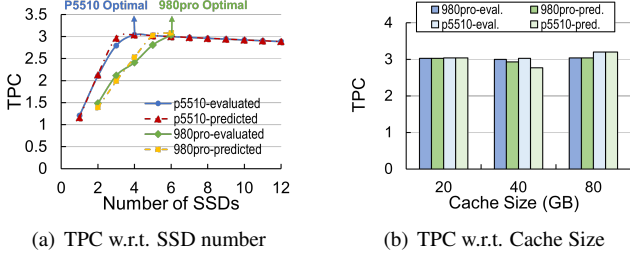 P5510 Optimal 980pro Optimal
3.5
3
2.5
2
1.5
1
0.5
0
TPC
p5510-evaluated
p5510-predicted
980pro-evaluated
980pro-predicted
0 2 4 6 8 10 12
Number of SSDs
(a) TPC w.r.t. SSD number
980pro-eval. 980pro-pred.
p5510-eval. p5510-pred.
4
3
2
1
0
TPC
20 40 80
Cache Size (GB)
(b) TPC w.r.t. Cache Size